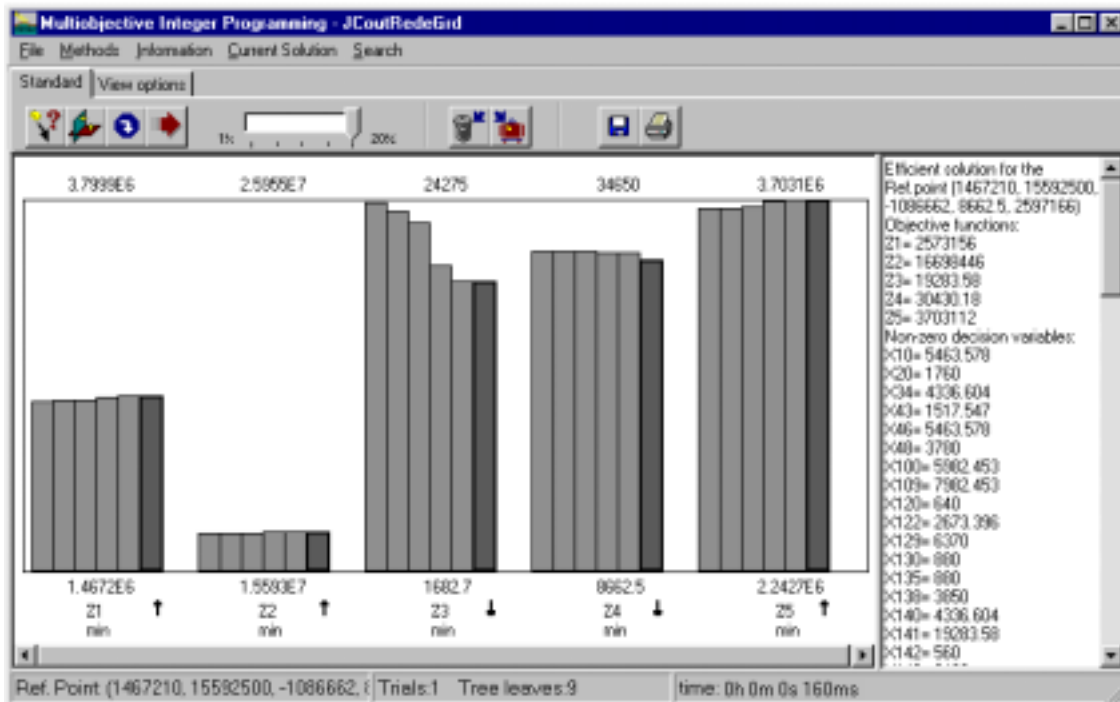 Multiobjective Integer Programming - JCoutRedeGrd
File Methods Information Current Solution Search
Standard View options
1% 20%
3.7999E6 2.5955E7 24275 34650 3.7031E6
1.4672E6 1.5593E7 1682.7 8662.5 2.2427E6
Z1 Z2 Z3 Z4 Z5
min min min min min
Efficient solution for the
Ref.point (1467210, 15592500,
-1086662, 8662.5, 2597166)
Objective functions:
Z1= 2573156
Z2= 16698446
Z3= 19283.58
Z4= 30430.18
Z5= 3703112
Non-zero decision variables:
X10= 5463.578
X20= 1760
X34= 4336.604
X43= 1517.547
X46= 5463.578
X48= 3780
X100= 5982.453
X109= 7982.453
X120= 640
X122= 2673.396
X129= 6370
X130= 880
X135= 880
X138= 3850
X140= 4336.604
X141= 19283.58
X142= 560
Ref. Point: (1467210, 15592500, -1086662, Trials:1 Tree leaves:9 time: 0h 0m 0s 160ms